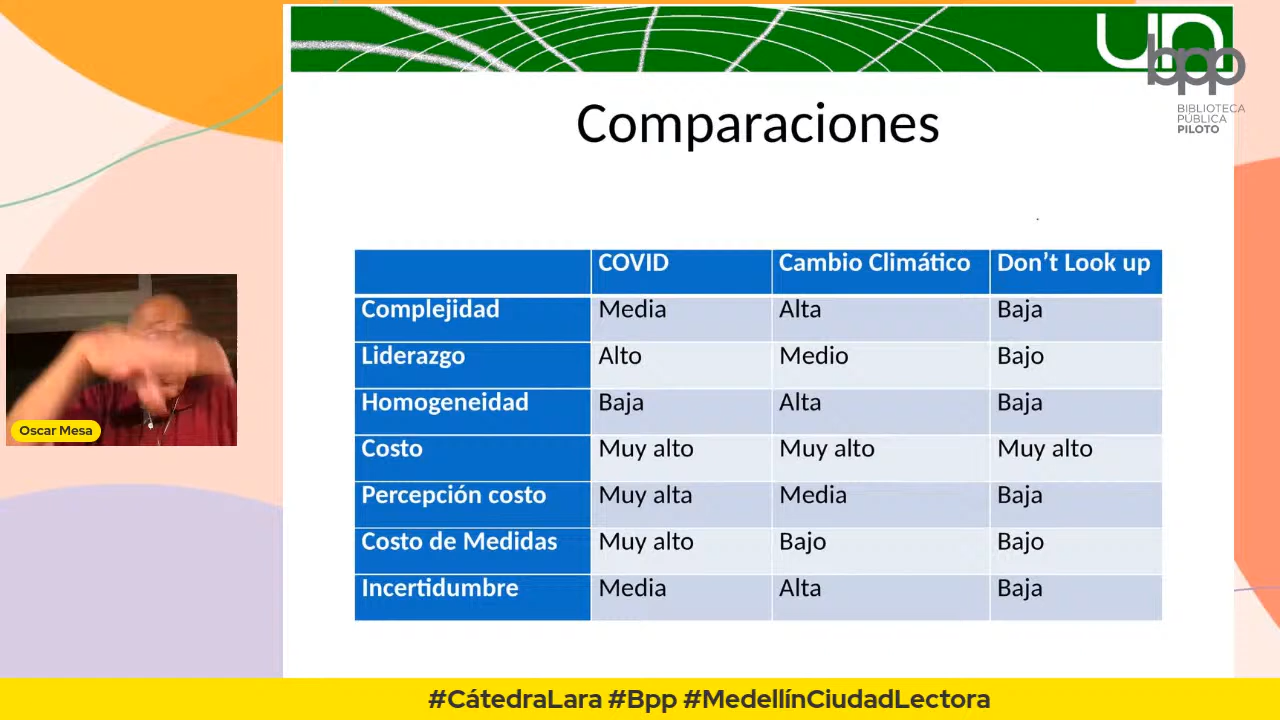 un
bpp
BIBLIOTECA
PÚBLICA
PILOTO
Comparaciones
COVID Cambio Climático Don’t Look up
Complejidad Media Alta Baja
Liderazgo Alto Medio Bajo
Homogeneidad Baja Alta Baja
Costo Muy alto Muy alto Muy alto
Percepción costo Muy alta Media Baja
Costo de Medidas Muy alto Bajo Bajo
Incertidumbre Media Alta Baja
Oscar Mesa
#CátedraLara #Bpp #MedellínCiudadLectora